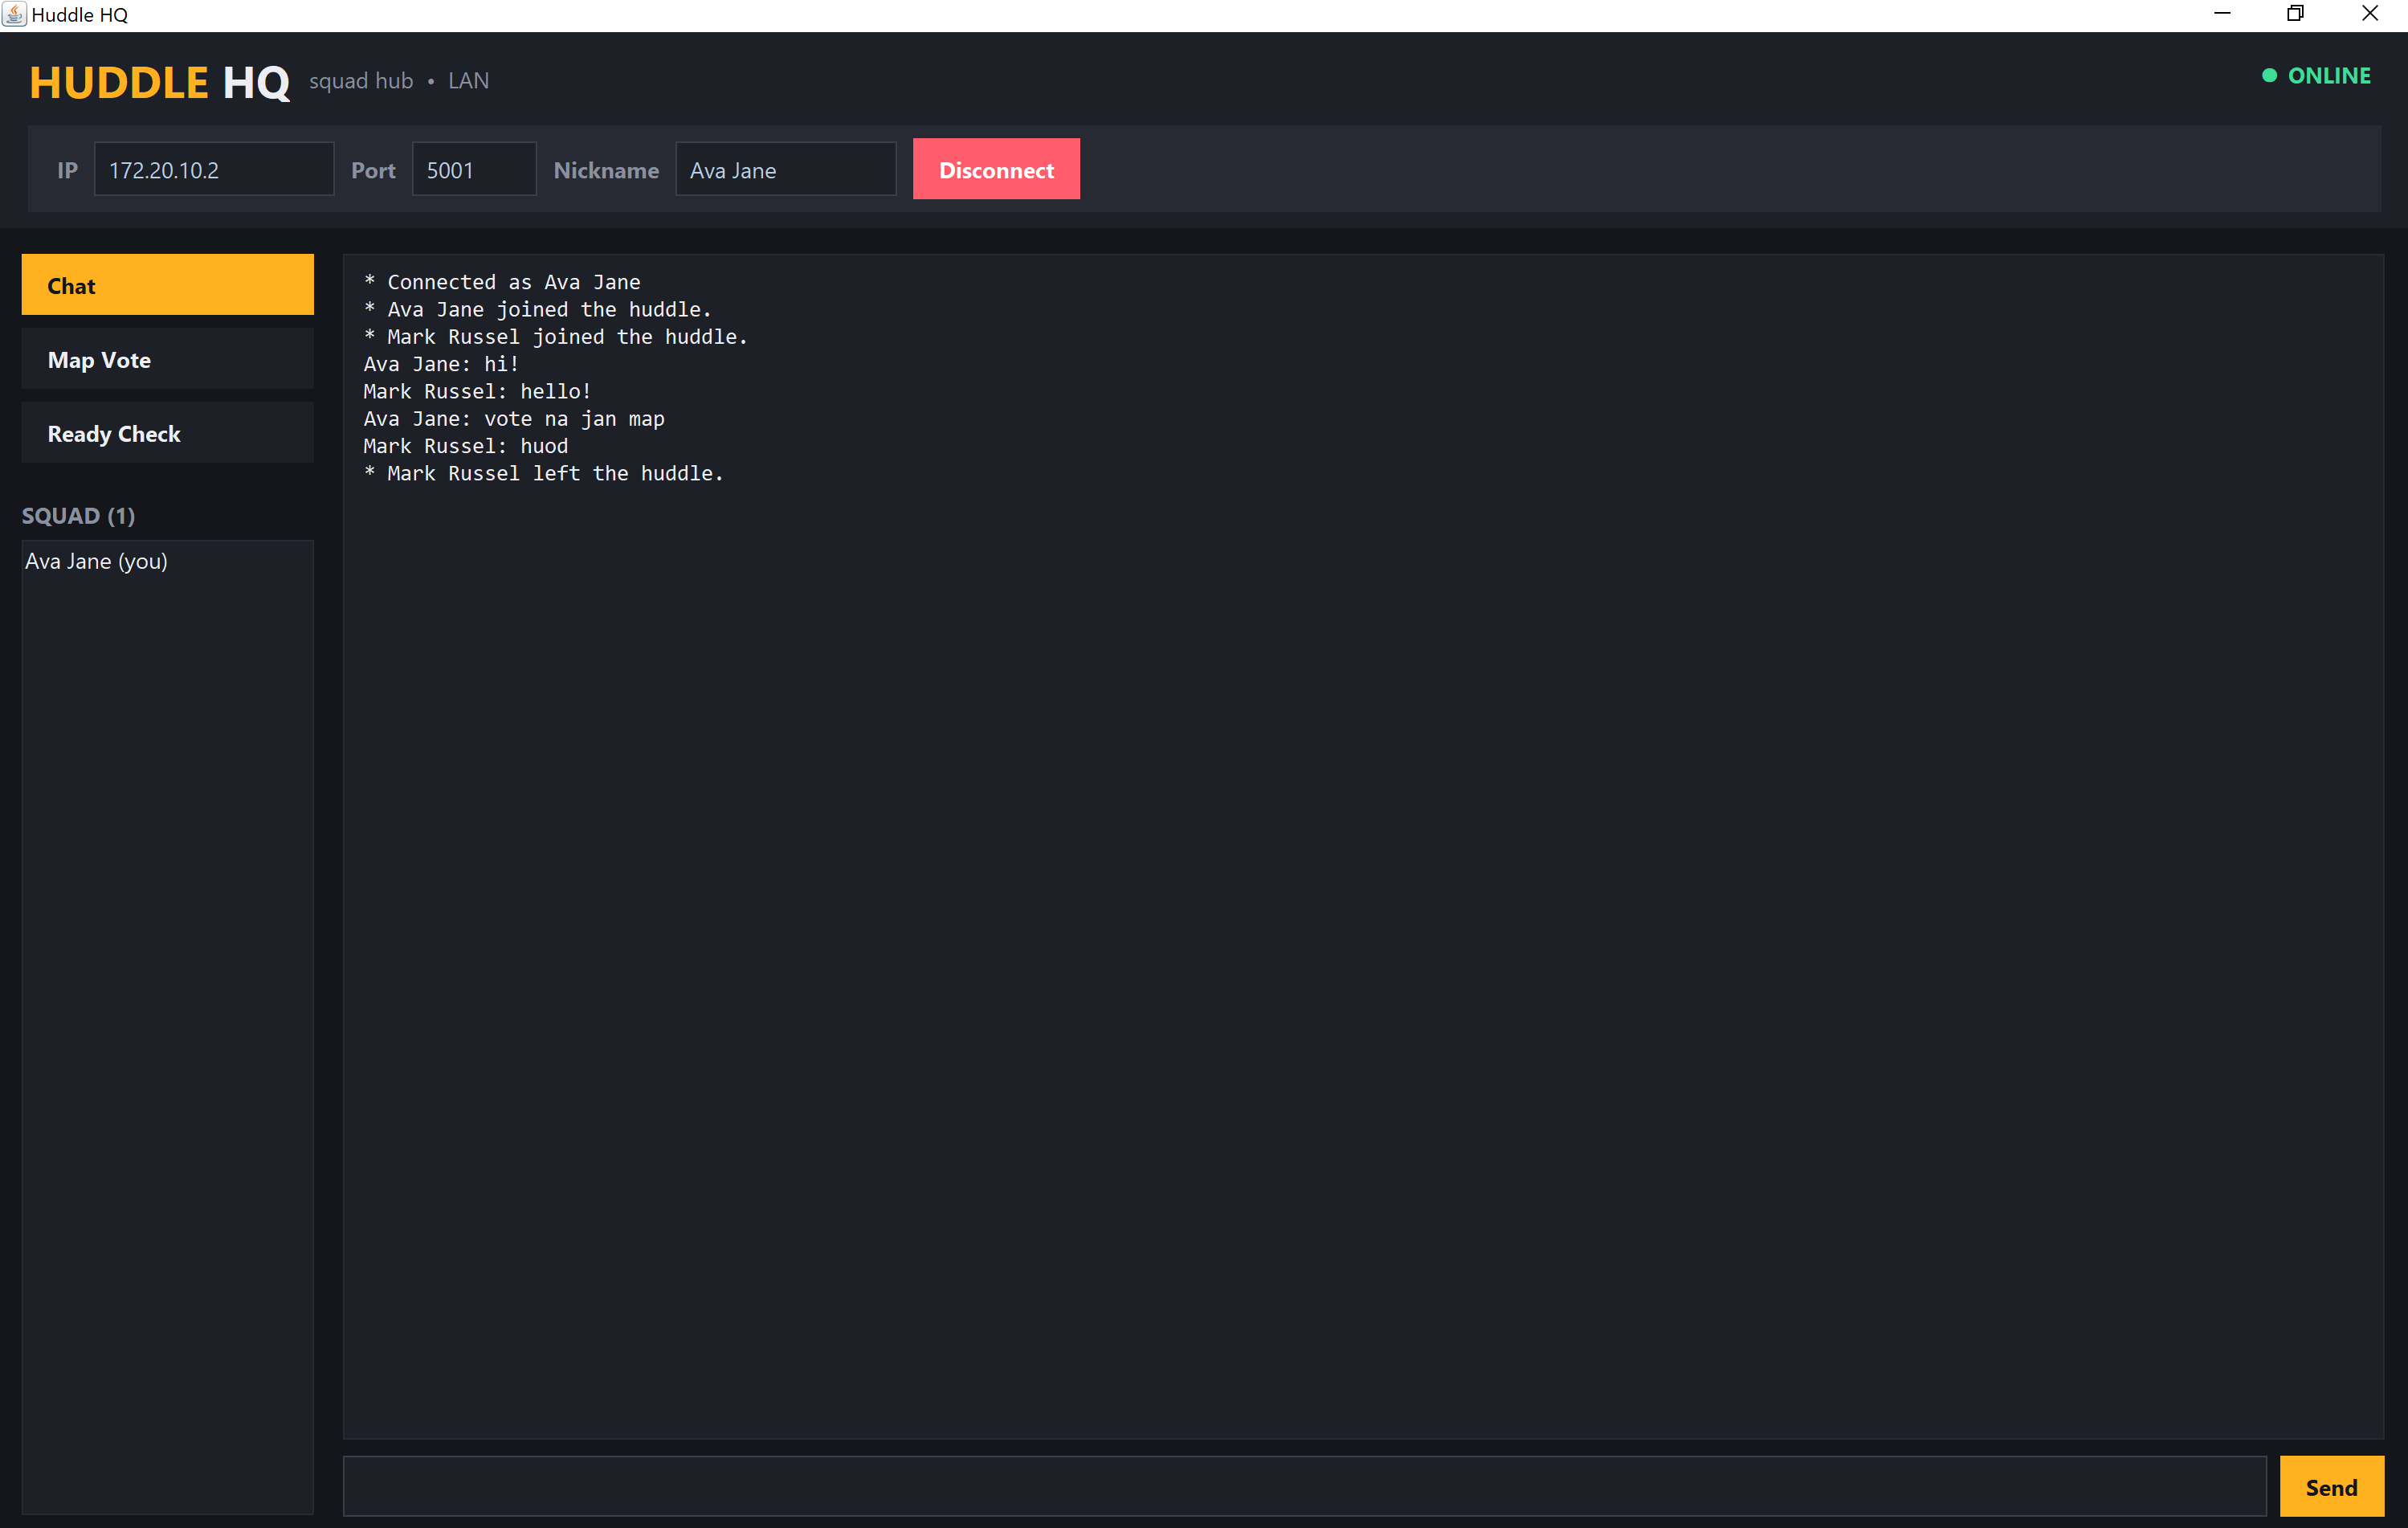 Huddle HQ
HUDDLE HQ squad hub • LAN
ONLINE
IP 172.20.10.2 Port 5001 Nickname Ava Jane Disconnect
Chat
Map Vote
Ready Check
SQUAD (1)
Ava Jane (you)
* Connected as Ava Jane
* Ava Jane joined the huddle.
* Mark Russel joined the huddle.
Ava Jane: hi!
Mark Russel: hello!
Ava Jane: vote na jan map
Mark Russel: huod
* Mark Russel left the huddle.
Send